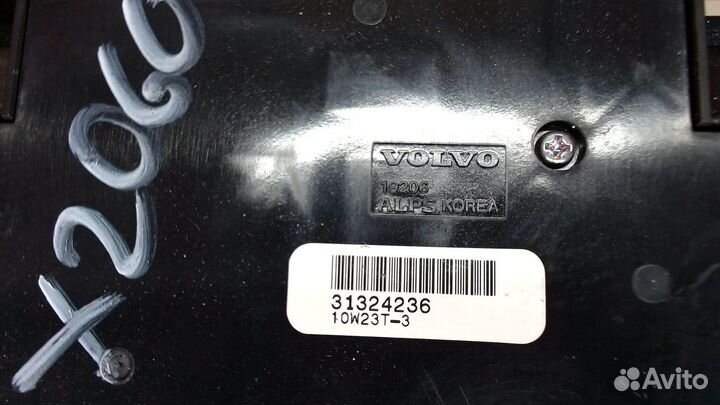 X2060
VOLVO
19206
ALPS KOREA
31324236
10W23T-3
Avito